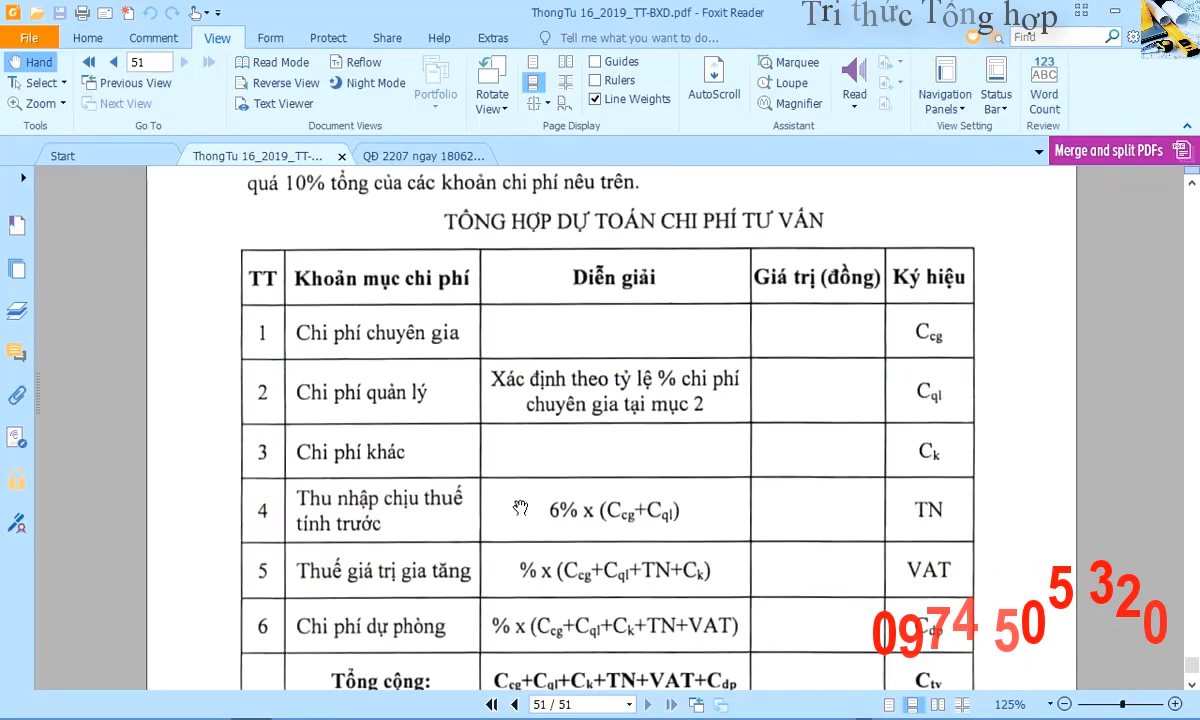 ThongTu 16_2019_TT-BXD.pdf - Foxit Reader
Tri thức Tổng hợp
File Home Comment View Form Protect Share Help Extras Tell me what you want to do... Find
Hand 51 Read Mode Reflow Guides Marquee 123
Select Previous View Reverse View Night Mode Portfolio Rotate View Rulers Loupe AutoScroll Read Navigation Panels Status Bar ABC Word Count
Zoom Next View Text Viewer Line Weights Magnifier
Tools Go To Document Views Page Display Assistant View Setting Review
Start ThongTu 16_2019_TT-... QĐ 2207 ngay 18062... Merge and split PDFs
quá 10% tổng của các khoản chi phí nêu trên.
TỔNG HỢP DỰ TOÁN CHI PHÍ TƯ VẤN
TT Khoản mục chi phí Diễn giải Giá trị (đồng) Ký hiệu
1 Chi phí chuyên gia Ccg
2 Chi phí quản lý Xác định theo tỷ lệ % chi phí chuyên gia tại mục 2 Cql
3 Chi phí khác Ck
4 Thu nhập chịu thuế tính trước 6% x (Ccg+Cql) TN
5 Thuế giá trị gia tăng % x (Ccg+Cql+TN+Ck) VAT
6 Chi phí dự phòng % x (Ccg+Cql+Ck+TN+VAT) Cdp
0974 505 320
Tổng cộng: Ccg+Cql+Ck+TN+VAT+Cdp Ctv
51 / 51 125%